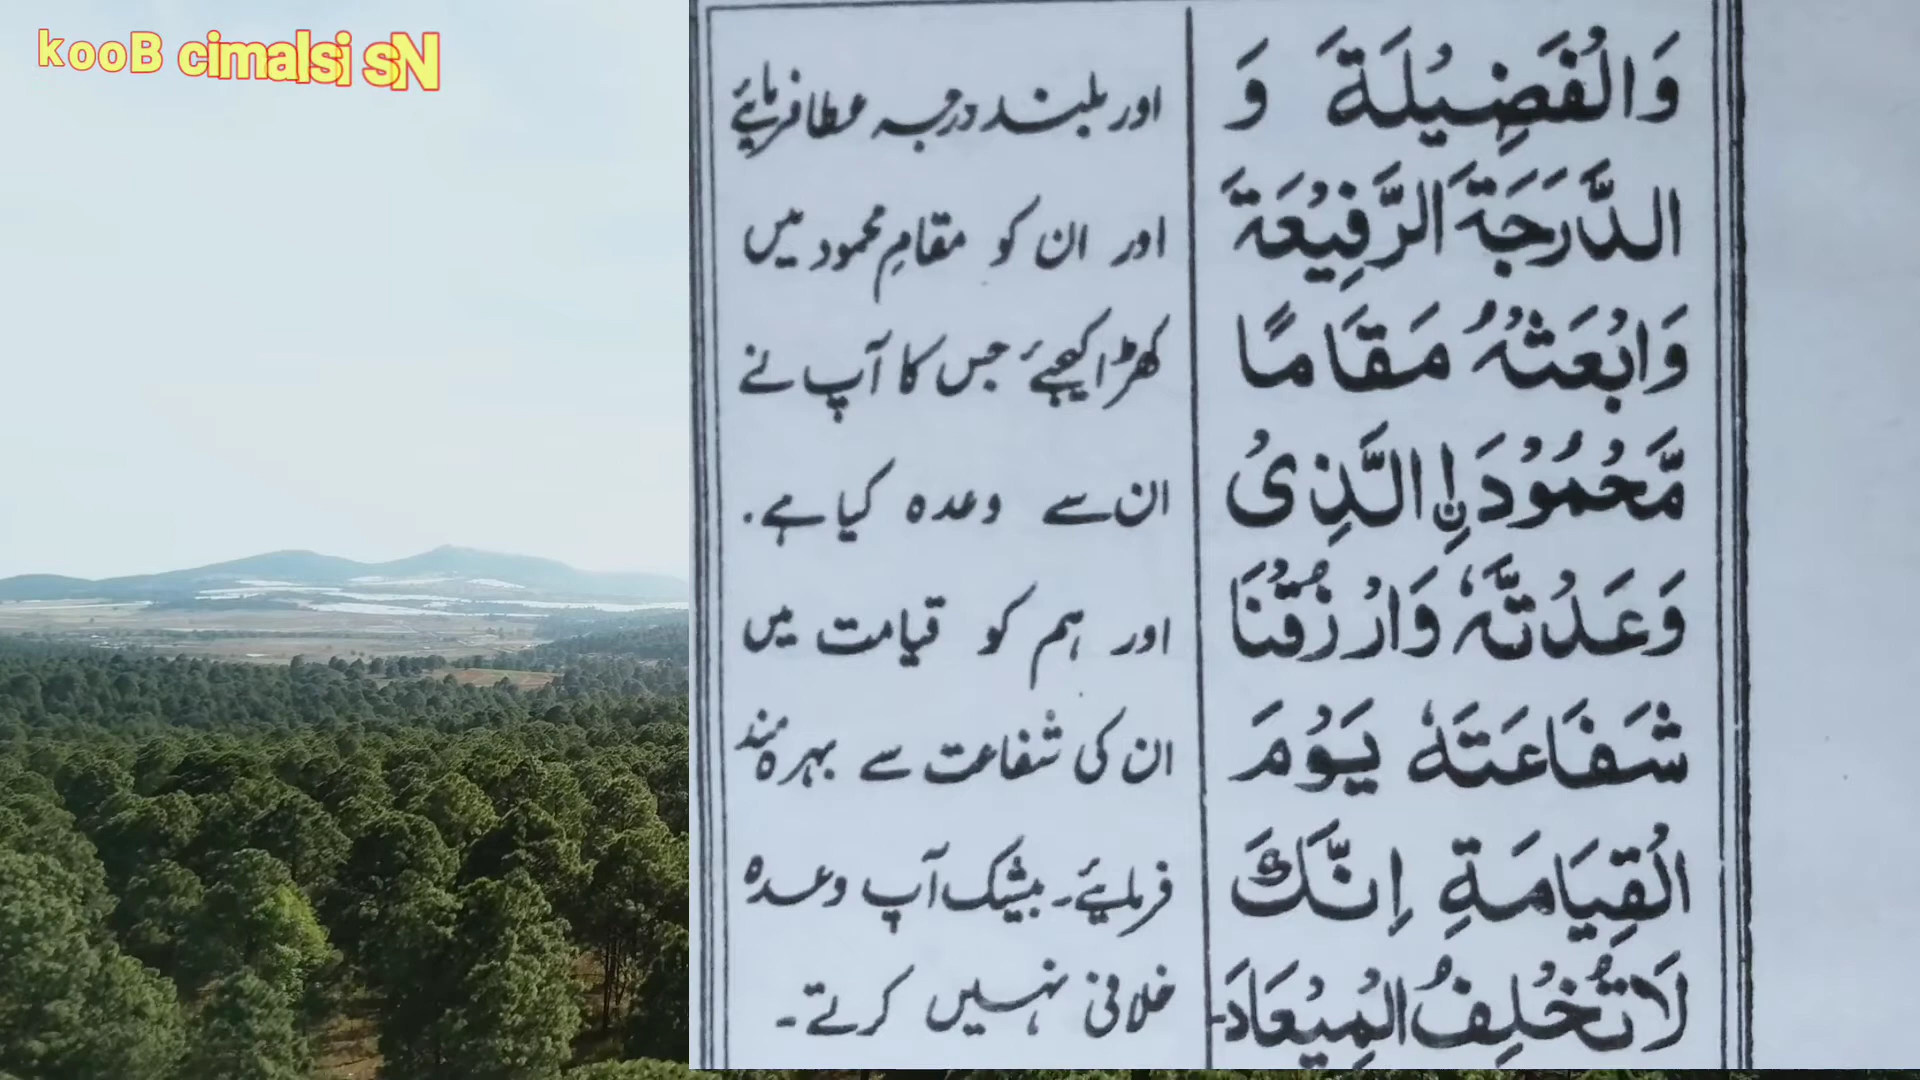 kooB cimalsi sN
وَالْفَضِيْلَةَ وَ
الدَّرَجَةَ الرَّفِيْعَةَ
وَابْعَثْهُ مَقَامًا
مَّحْمُوْدَ نِ الَّذِیْ
وَعَدْتَّهٗ وَارْزُقْنَا
شَفَاعَتَهٗ يَوْمَ
الْقِيَامَةِ اِنَّكَ
لَا تُخْلِفُ الْمِيْعَادَ
اور بلند درجہ عطا فرمائیے
اور ان کو مقامِ محمود میں
کھڑا کیجئے جس کا آپ نے
ان سے وعدہ کیا ہے.
اور ہم کو قیامت میں
ان کی شفاعت سے بہرہ مند
فرمایئے۔ بیشک آپ وعدہ
خلافی نہیں کرتے۔